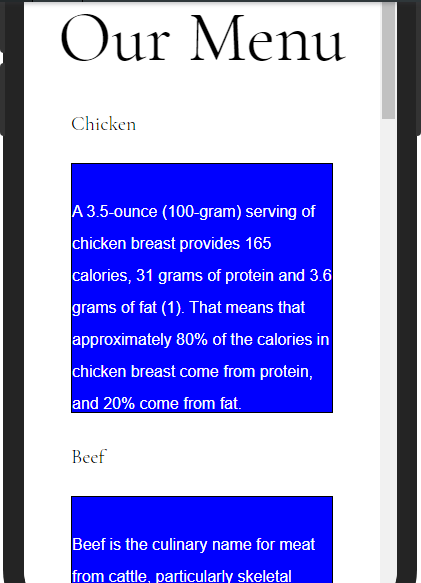 Our Menu
Chicken
A 3.5-ounce (100-gram) serving of
chicken breast provides 165
calories, 31 grams of protein and 3.6
grams of fat (1). That means that
approximately 80% of the calories in
chicken breast come from protein,
and 20% come from fat.
Beef
Beef is the culinary name for meat
from cattle, particularly skeletal